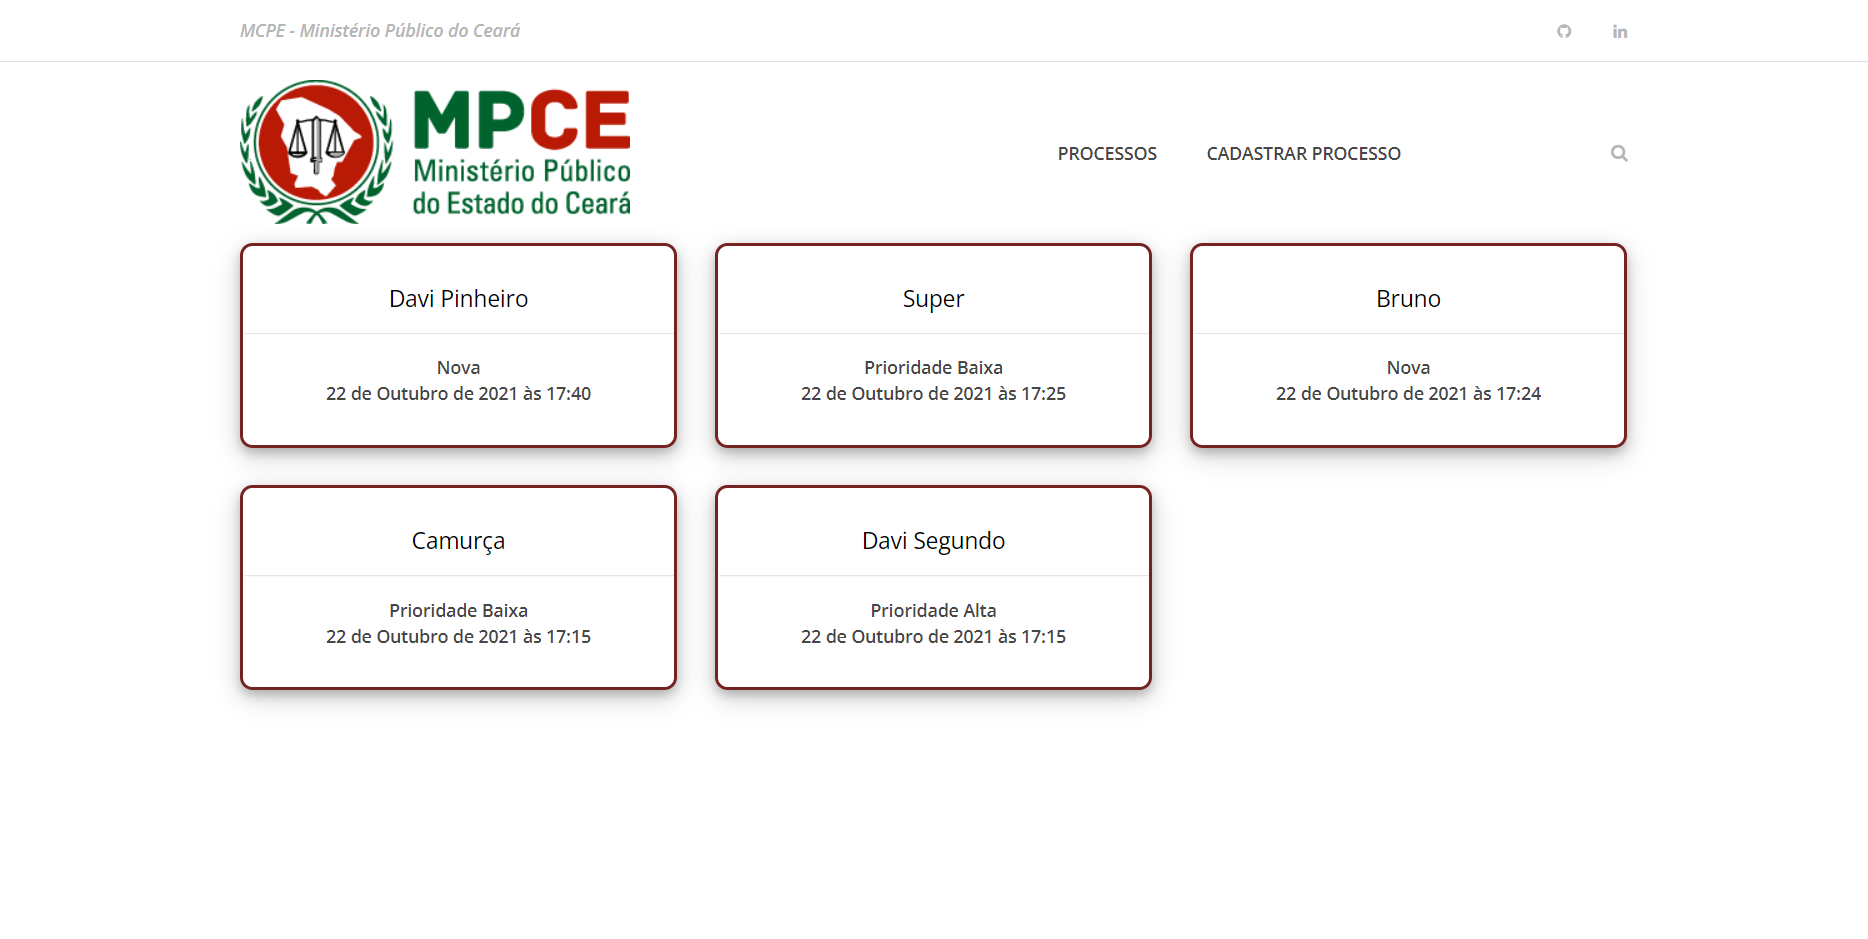 MCPE - Ministério Público do Ceará
MPCE
Ministério Público
do Estado do Ceará
PROCESSOS
CADASTRAR PROCESSO
Davi Pinheiro
Nova
22 de Outubro de 2021 às 17:40
Super
Prioridade Baixa
22 de Outubro de 2021 às 17:25
Bruno
Nova
22 de Outubro de 2021 às 17:24
Camurça
Prioridade Baixa
22 de Outubro de 2021 às 17:15
Davi Segundo
Prioridade Alta
22 de Outubro de 2021 às 17:15